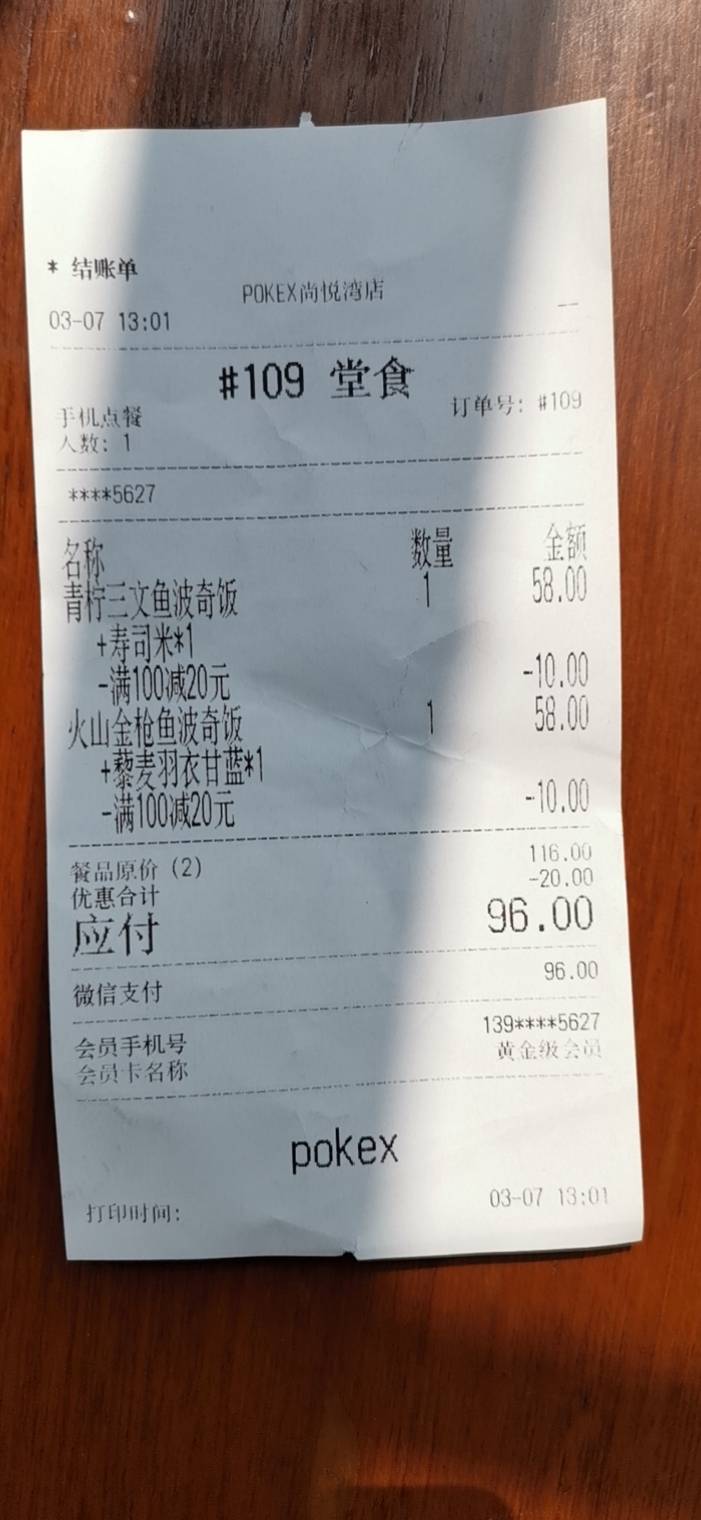 * 结账单
POKEX尚悦湾店
03-07 13:01
#109 堂食
手机点餐 订单号: #109
人数: 1
****5627
名称 数量 金额
青柠三文鱼波奇饭 1 58.00
+寿司米*1
-满100减20元 -10.00
火山金枪鱼波奇饭 1 58.00
+藜麦羽衣甘蓝*1
-满100减20元 -10.00
餐品原价 (2) 116.00
优惠合计 -20.00
应付 96.00
微信支付 96.00
会员手机号 139****5627
会员卡名称 黄金级会员
pokex
打印时间: 03-07 13:01